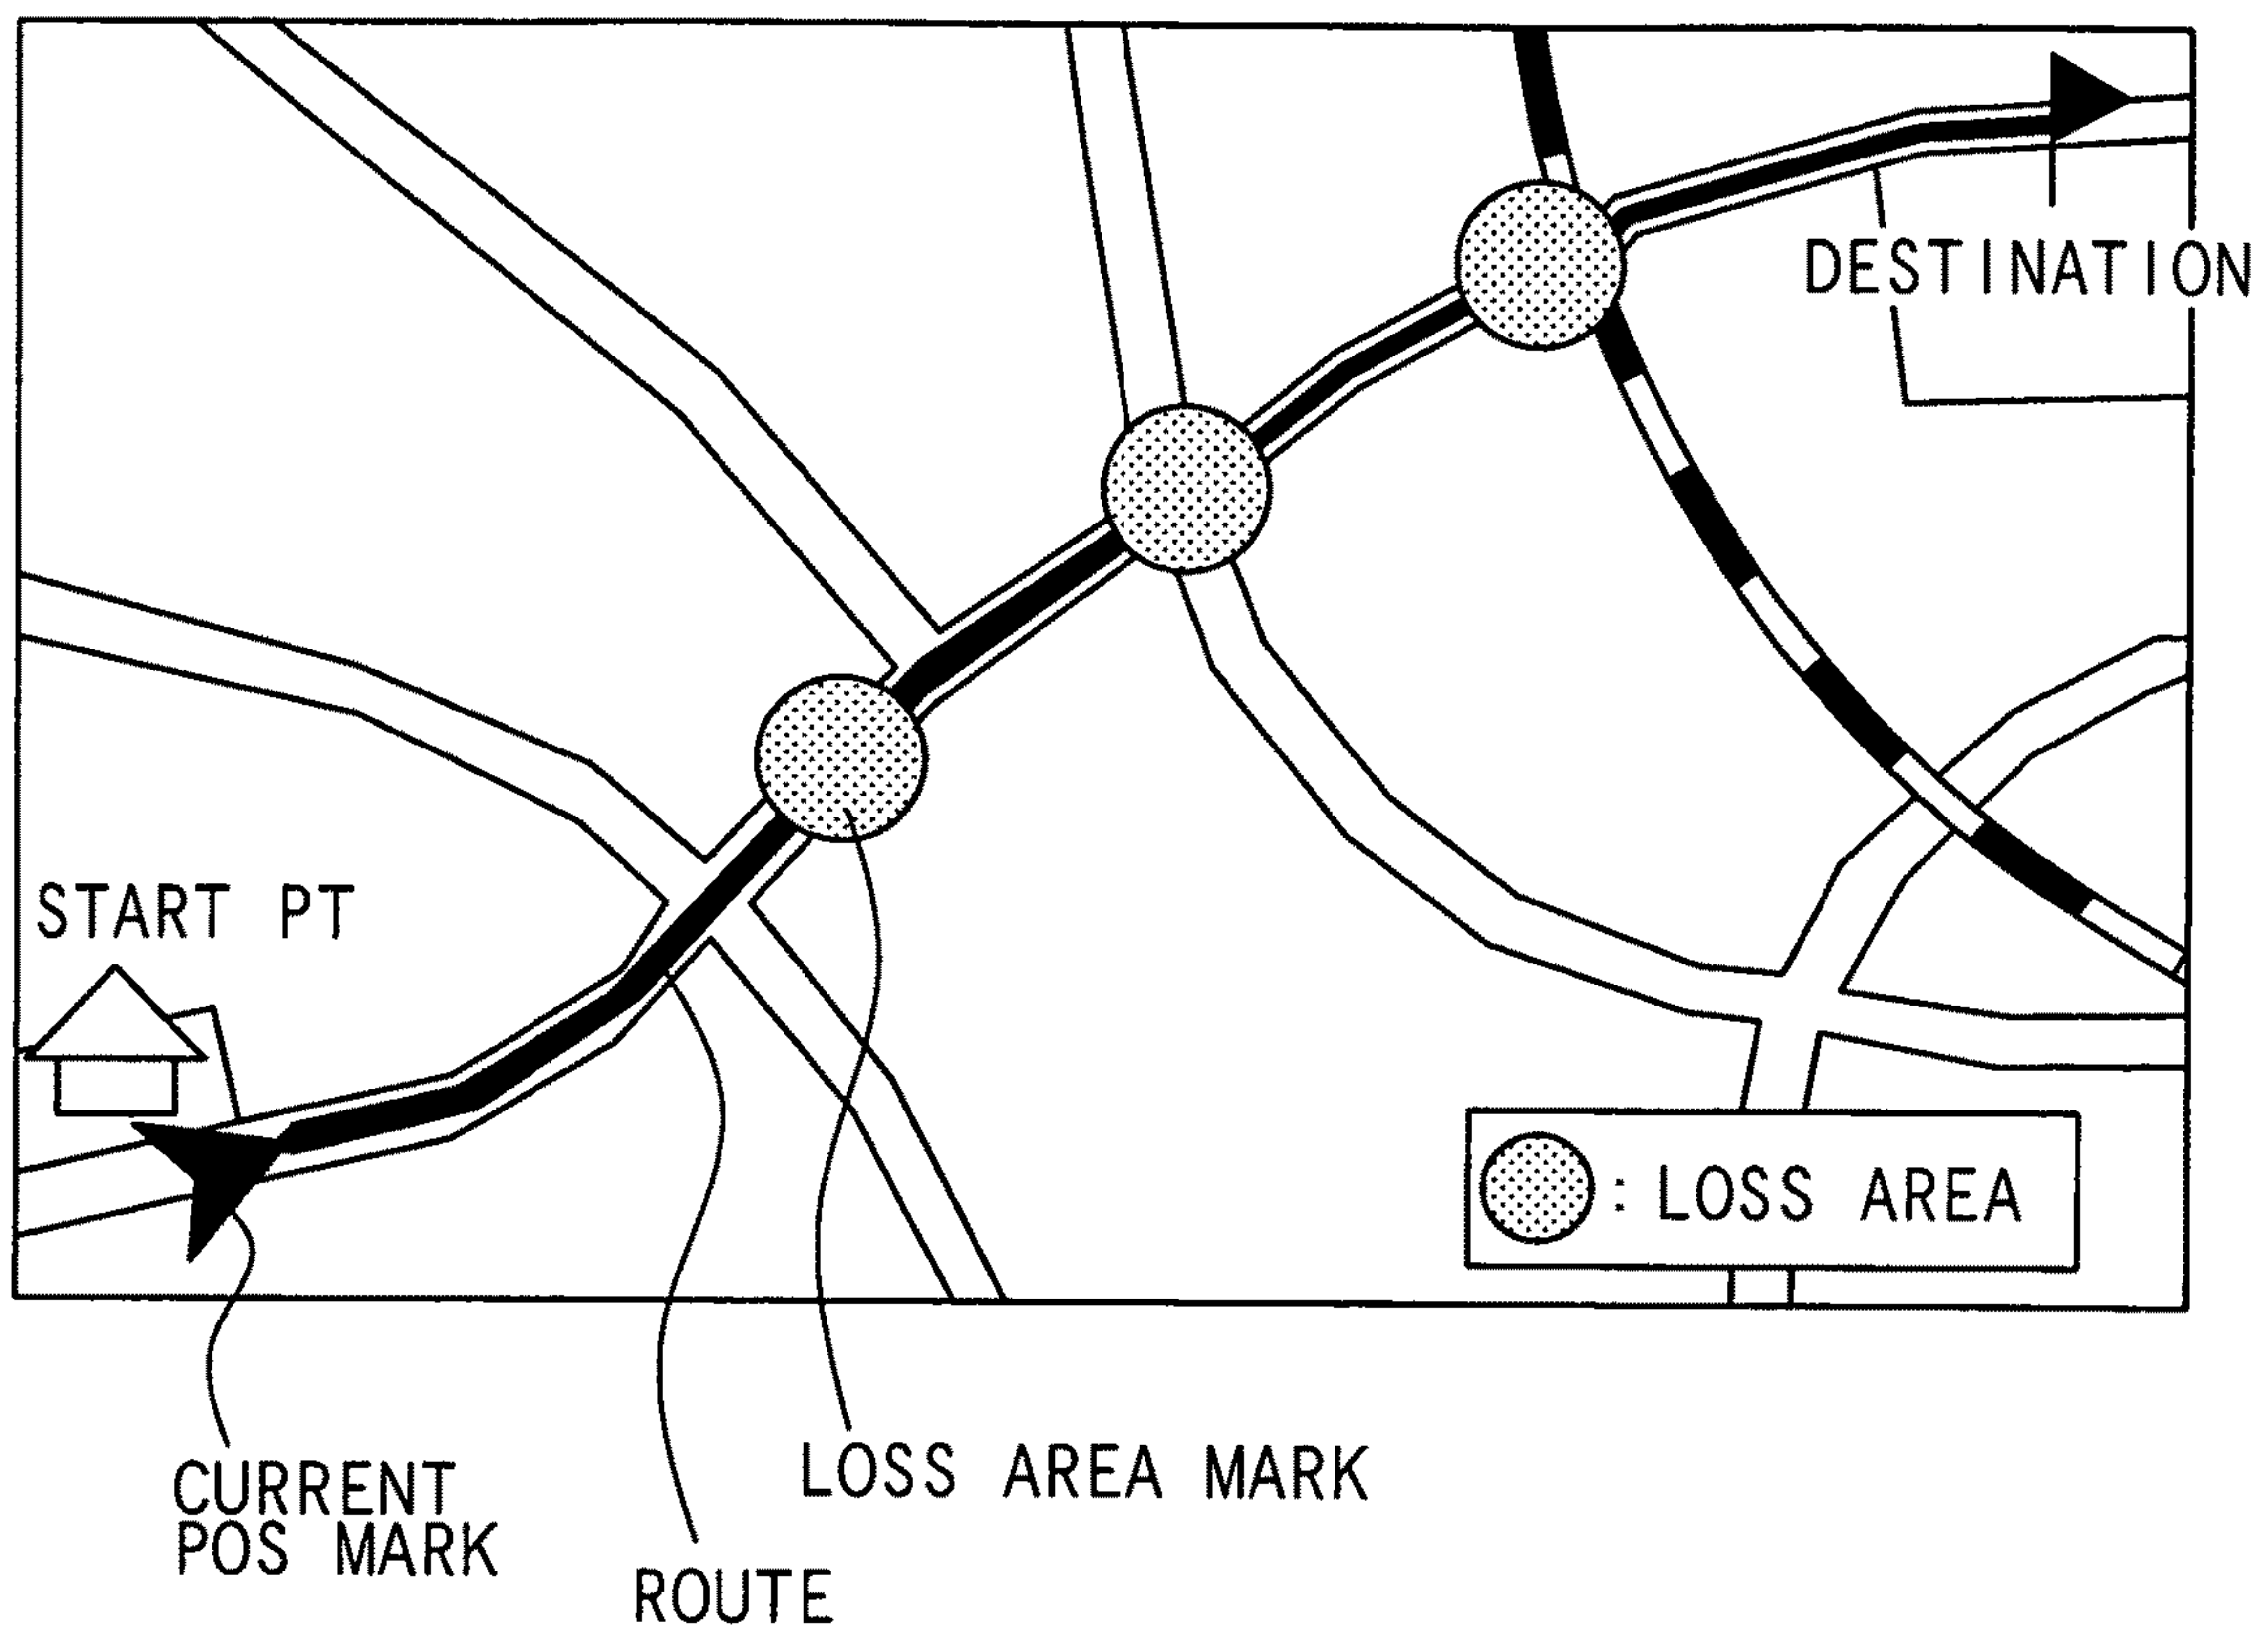 DESTINATION
START PT
: LOSS AREA
LOSS AREA MARK
CURRENT
POS MARK
ROUTE